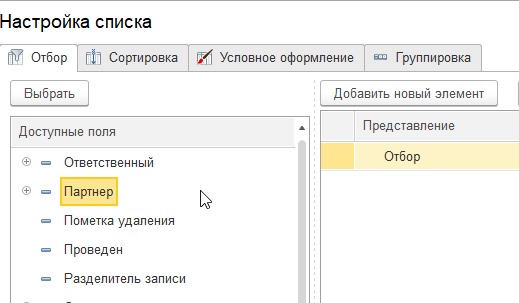 Настройка списка
Отбор Сортировка Условное оформление Группировка
Выбрать Добавить новый элемент
Доступные поля Представление
Ответственный Отбор
Партнер
Пометка удаления
Проведен
Разделитель записи